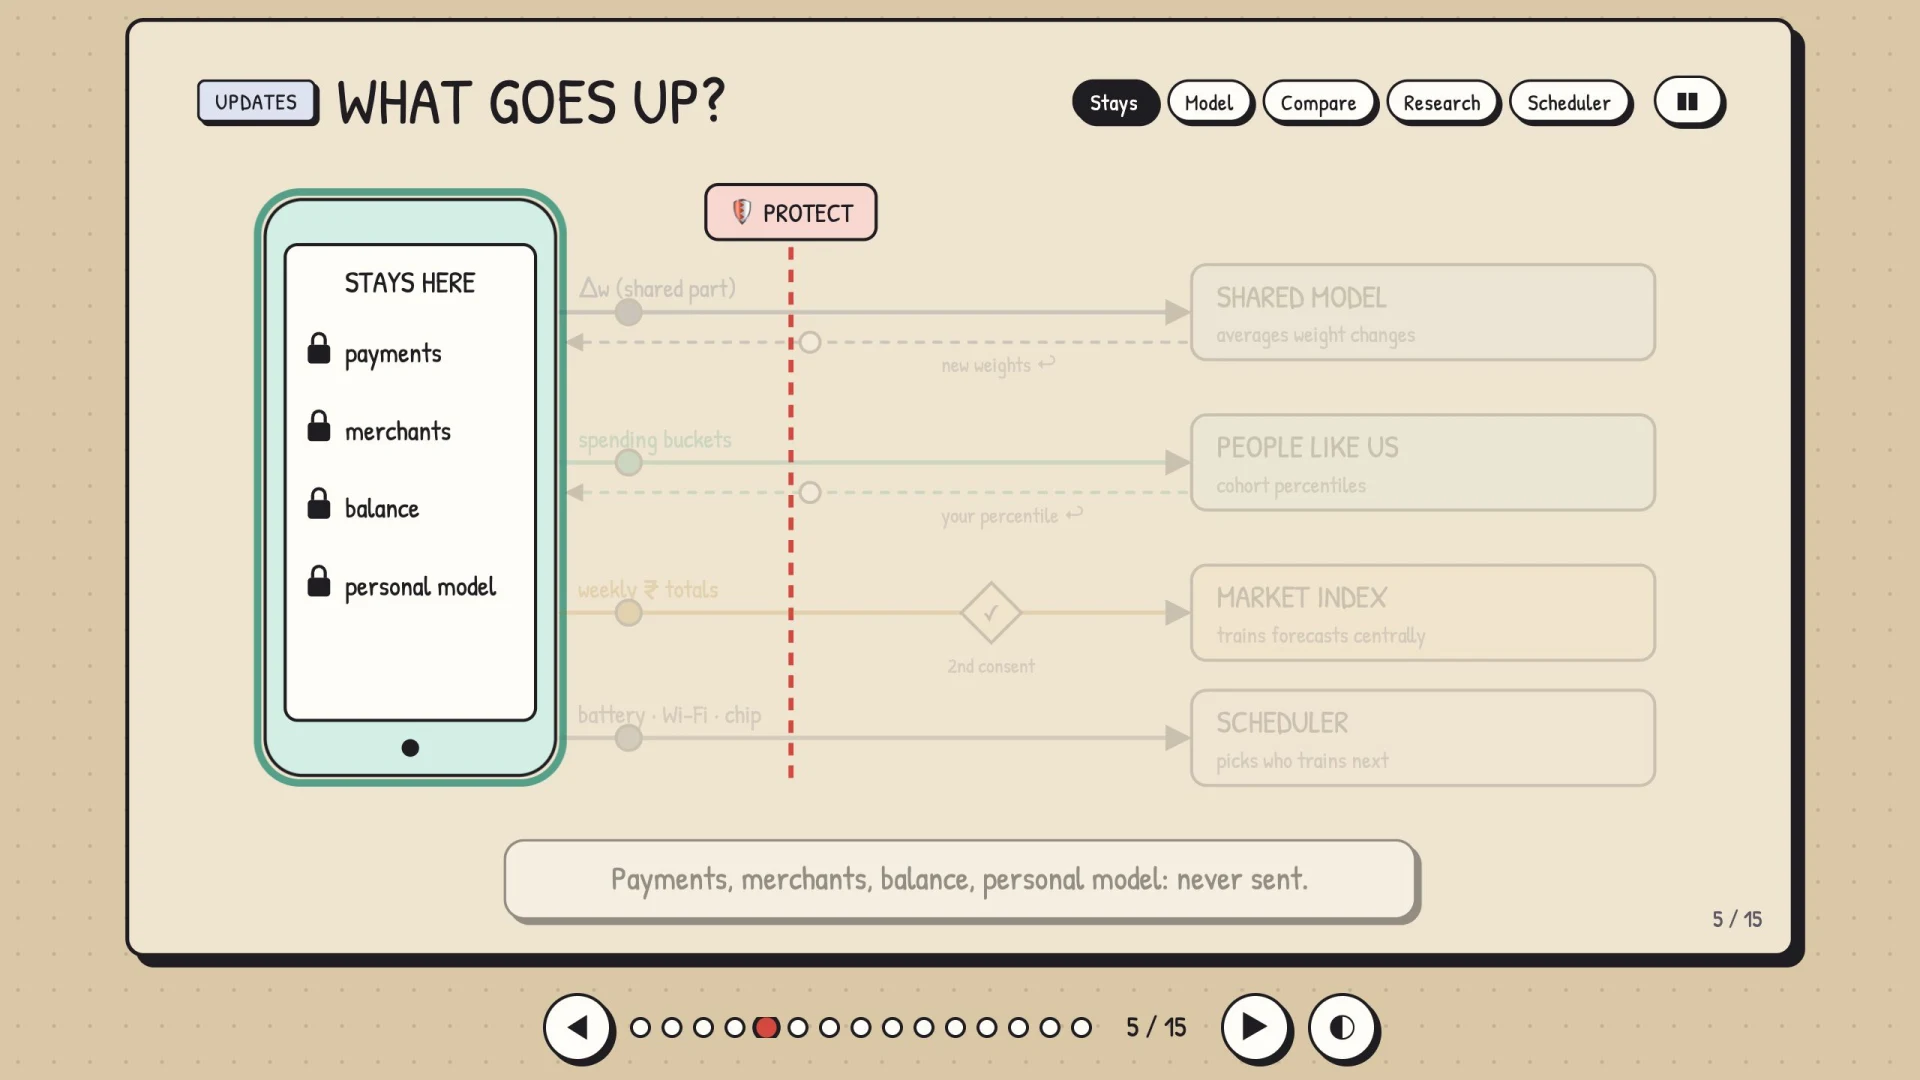 UPDATES
WHAT GOES UP?
Stays
Model
Compare
Research
Scheduler
PROTECT
STAYS HERE
payments
merchants
balance
personal model
Δw (shared part)
new weights ↩
SHARED MODEL
averages weight changes
spending buckets
your percentile ↩
PEOPLE LIKE US
cohort percentiles
weekly ₹ totals
✓
2nd consent
MARKET INDEX
trains forecasts centrally
battery · Wi-Fi · chip
SCHEDULER
picks who trains next
Payments, merchants, balance, personal model: never sent.
5 / 15
5 / 15